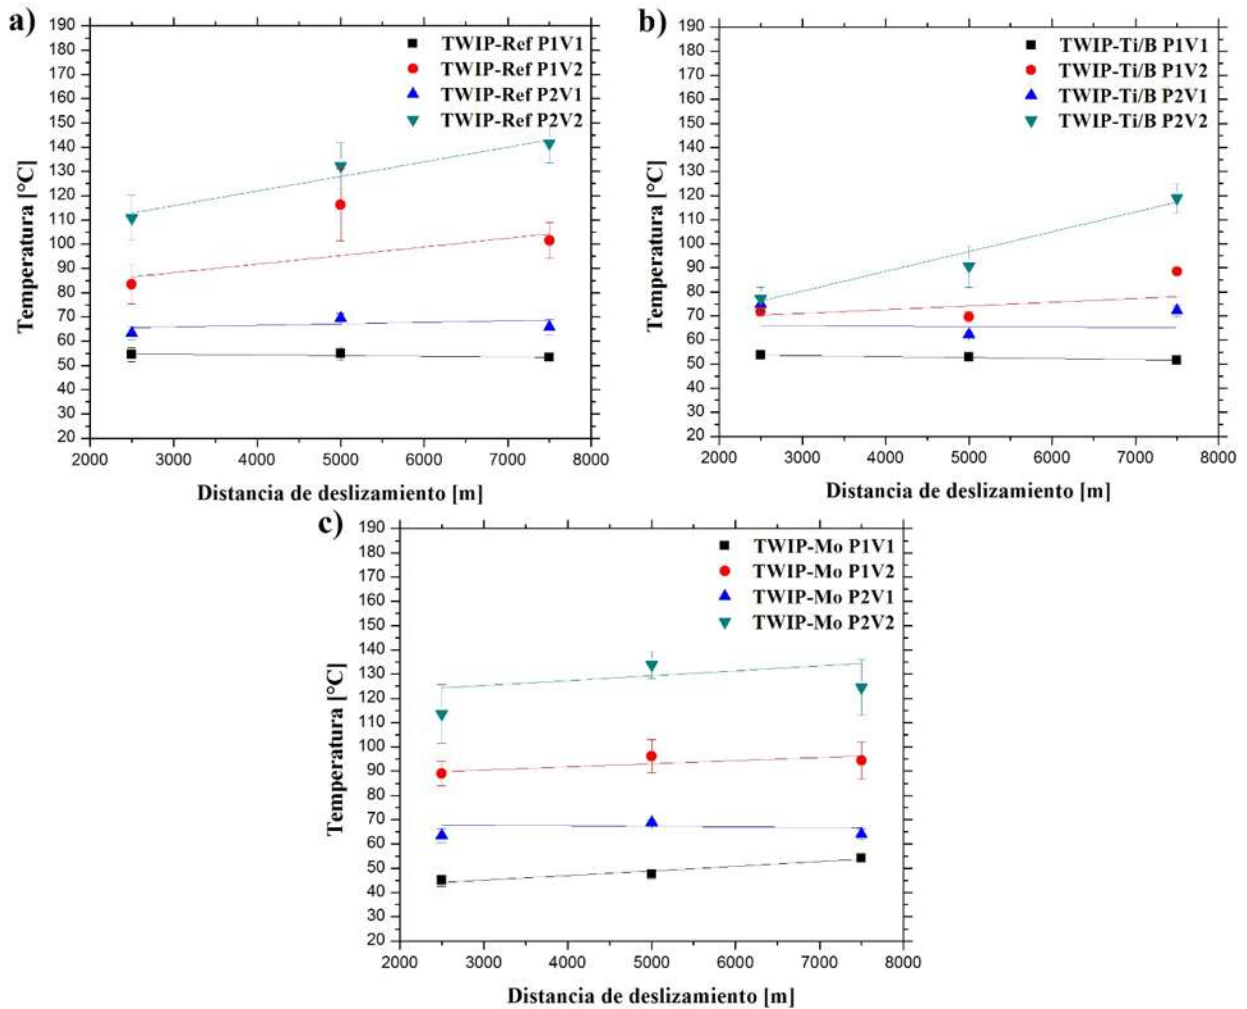 a)
TWIP-Ref P1V1
TWIP-Ref P1V2
TWIP-Ref P2V1
TWIP-Ref P2V2
Temperatura [°C]
190
180
170
160
150
140
130
120
110
100
90
80
70
60
50
40
30
20
2000 3000 4000 5000 6000 7000 8000
Distancia de deslizamiento [m]
b)
TWIP-Ti/B P1V1
TWIP-Ti/B P1V2
TWIP-Ti/B P2V1
TWIP-Ti/B P2V2
Temperatura [°C]
190
180
170
160
150
140
130
120
110
100
90
80
70
60
50
40
30
20
2000 3000 4000 5000 6000 7000 8000
Distancia de deslizamiento [m]
c)
TWIP-Mo P1V1
TWIP-Mo P1V2
TWIP-Mo P2V1
TWIP-Mo P2V2
Temperatura [°C]
190
180
170
160
150
140
130
120
110
100
90
80
70
60
50
40
30
20
2000 3000 4000 5000 6000 7000 8000
Distancia de deslizamiento [m]